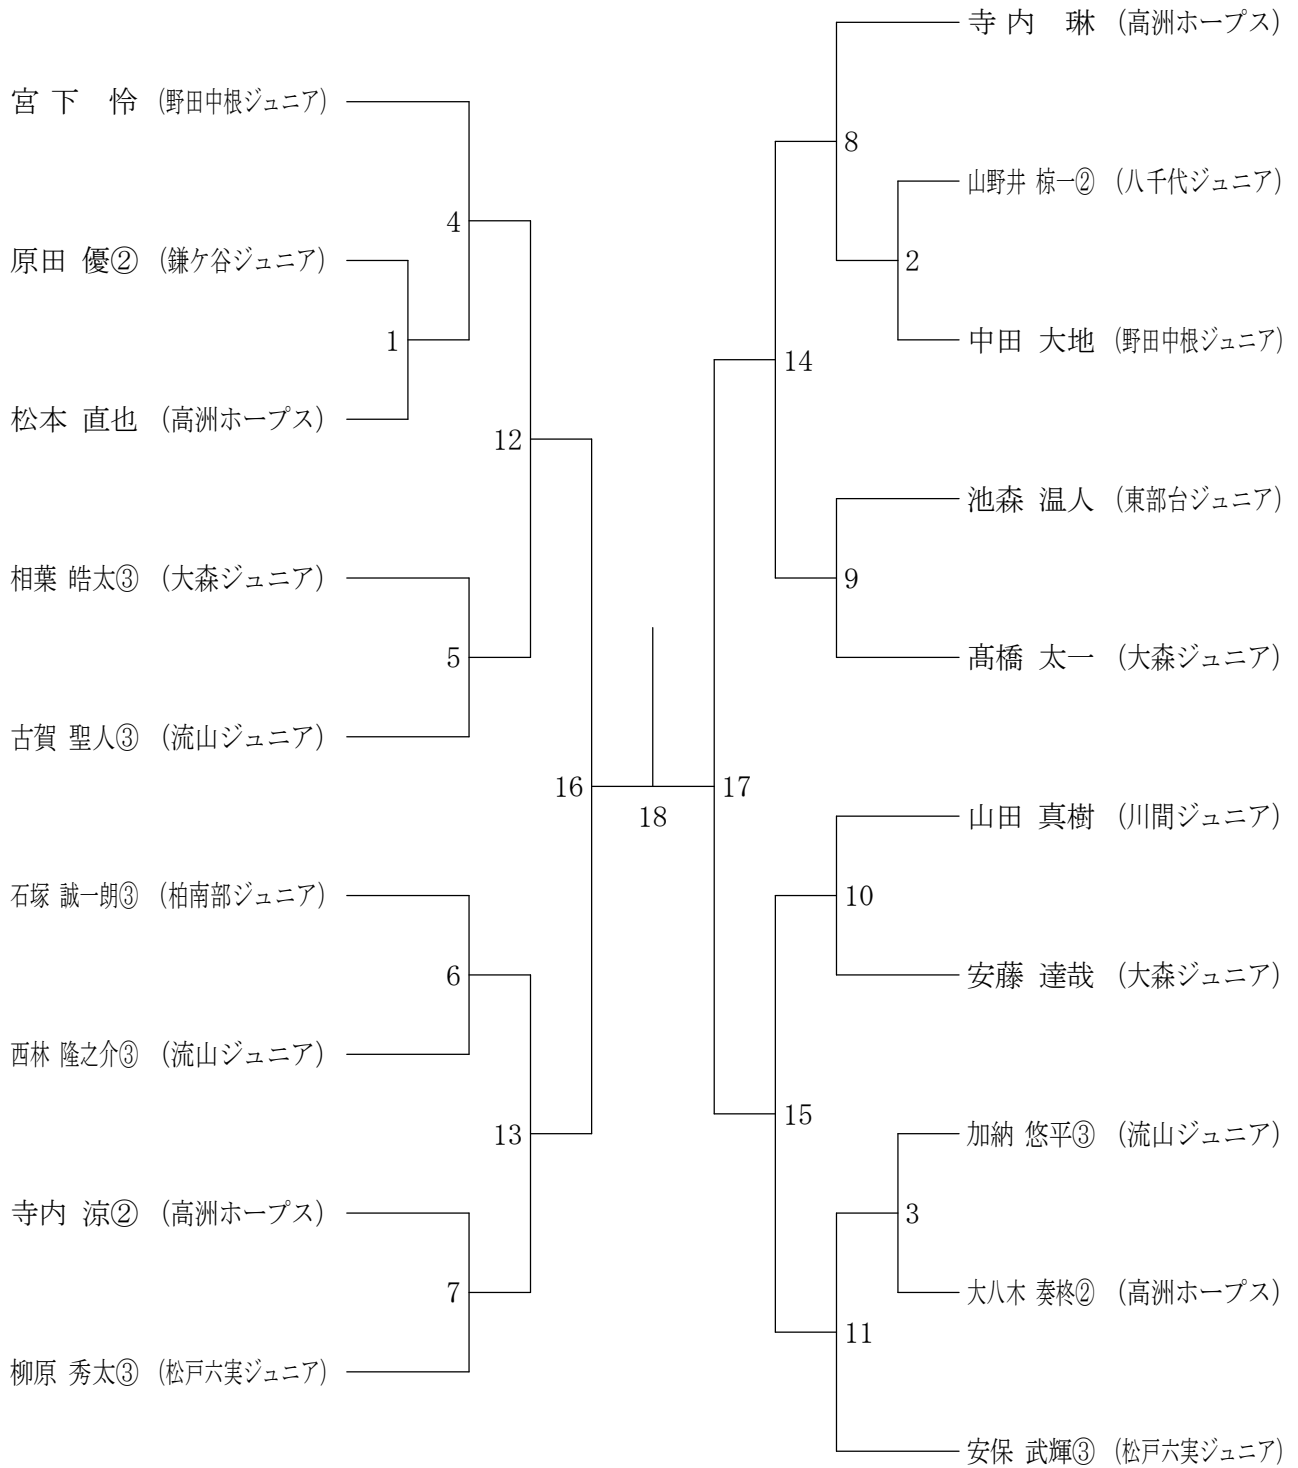 宮下 怜 (野田中根ジュニア)
原田 優② (鎌ケ谷ジュニア)
松本 直也 (高洲ホープス)
相葉 皓太③ (大森ジュニア)
古賀 聖人③ (流山ジュニア)
石塚 誠一朗③ (柏南部ジュニア)
西林 隆之介③ (流山ジュニア)
寺内 涼② (高洲ホープス)
柳原 秀太③ (松戸六実ジュニア)
1
4
5
6
7
12
13
16
18
17
14
15
8
9
10
11
2
3
寺内 琳 (高洲ホープス)
山野井 椋一② (八千代ジュニア)
中田 大地 (野田中根ジュニア)
池森 温人 (東部台ジュニア)
髙橋 太一 (大森ジュニア)
山田 真樹 (川間ジュニア)
安藤 達哉 (大森ジュニア)
加納 悠平③ (流山ジュニア)
大八木 奏柊② (高洲ホープス)
安保 武輝③ (松戸六実ジュニア)